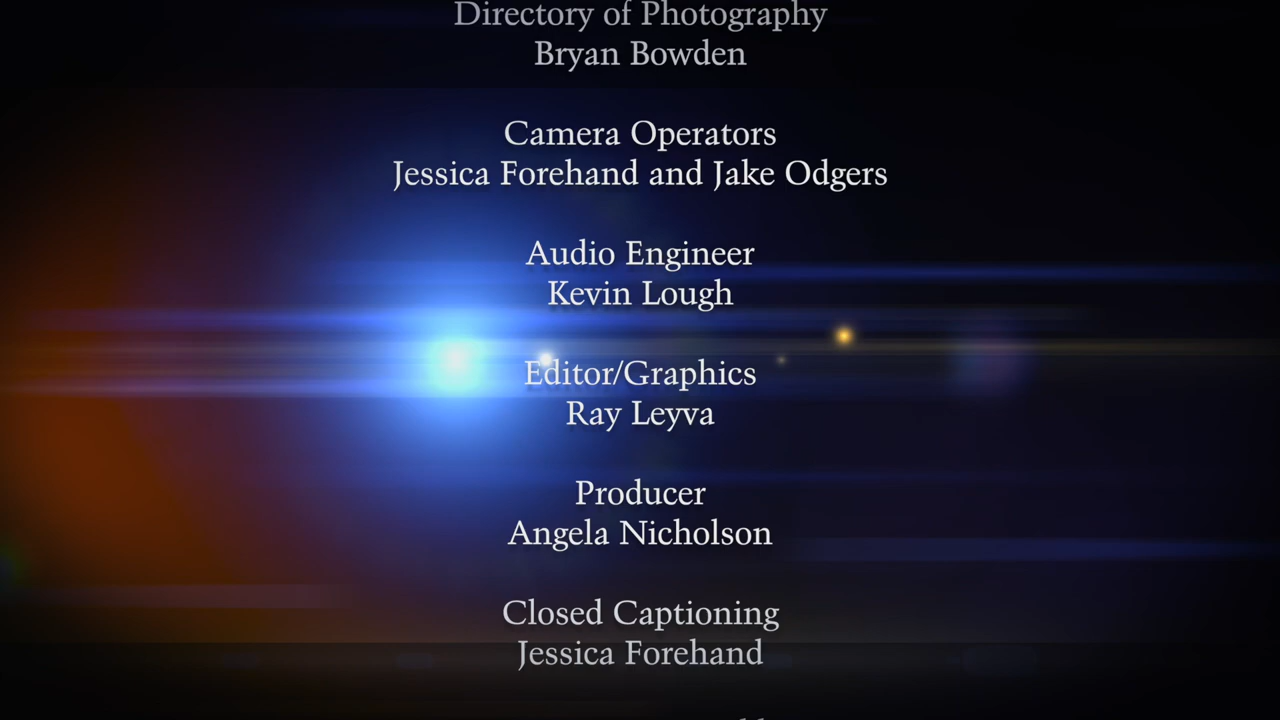 Directory of Photography
Bryan Bowden
Camera Operators
Jessica Forehand and Jake Odgers
Audio Engineer
Kevin Lough
Editor/Graphics
Ray Leyva
Producer
Angela Nicholson
Closed Captioning
Jessica Forehand